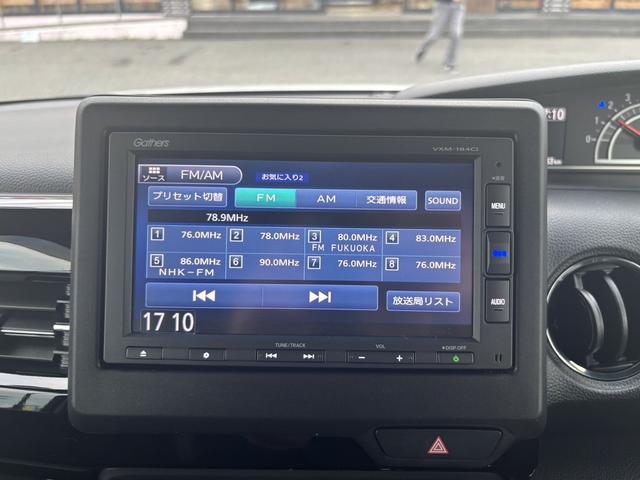 Gathers
VXM-184Ci
ソース FM/AM お気に入り2
プリセット切替 FM AM 交通情報 SOUND
78.9MHz
1 76.0MHz 2 78.0MHz 3 80.0MHz 4 83.0MHz
FM FUKUOKA
5 86.0MHz 6 90.0MHz 7 76.0MHz 8 76.0MHz
NHK-FM
放送局リスト
17 10
MENU
AUDIO
TUNE/TRACK VOL DISP.OFF
0 1 2